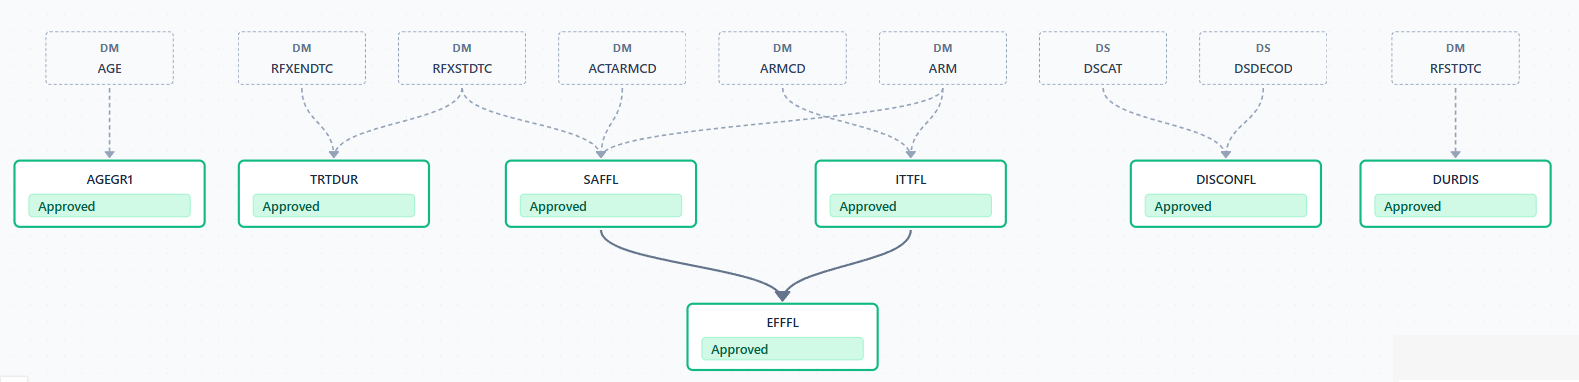 DM
AGE
DM
RFXENDTC
DM
RFXSTDTC
DM
ACTARMCD
DM
ARMCD
DM
ARM
DS
DSCAT
DS
DSDECOD
DM
RFSTDTC
AGEGR1
Approved
TRTDUR
Approved
SAFFL
Approved
ITTFL
Approved
DISCONFL
Approved
DURDIS
Approved
EFFFL
Approved